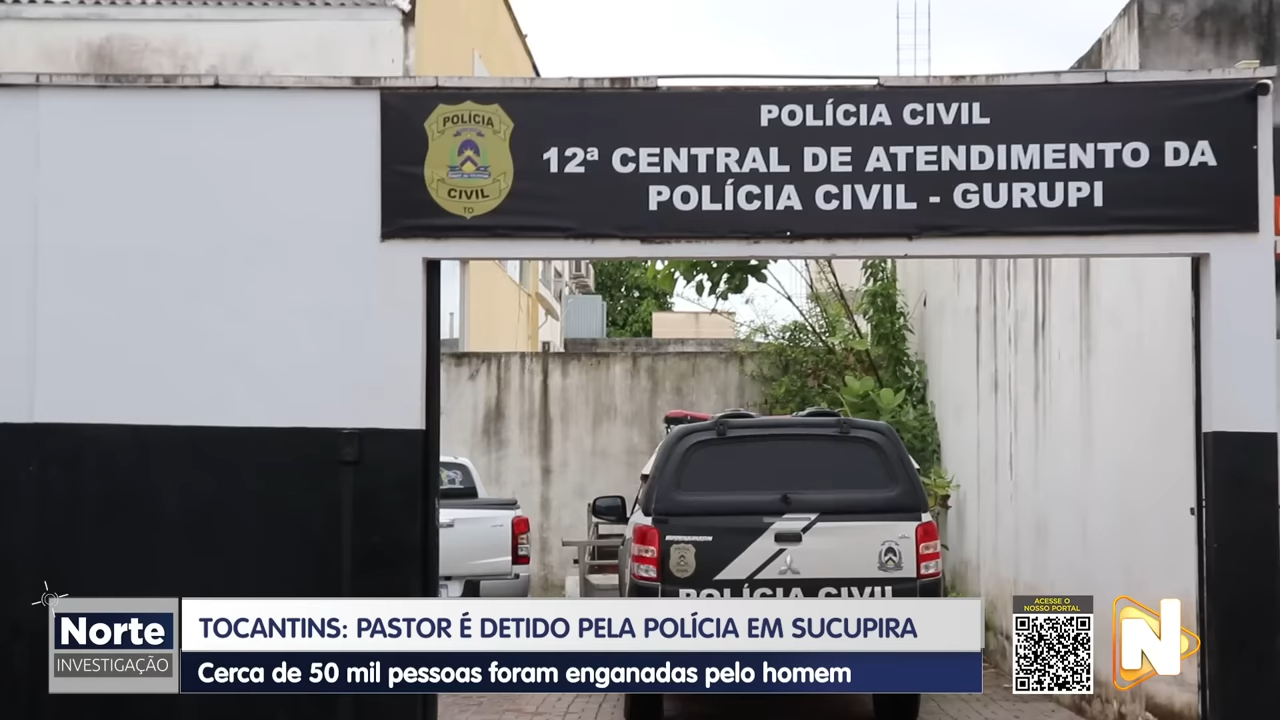 POLÍCIA
CIVIL
TO
POLÍCIA CIVIL
12ª CENTRAL DE ATENDIMENTO DA
POLÍCIA CIVIL - GURUPI
POLÍCIA CIVIL
Norte
INVESTIGAÇÃO
TOCANTINS: PASTOR É DETIDO PELA POLÍCIA EM SUCUPIRA
Cerca de 50 mil pessoas foram enganadas pelo homem
ACESSE O
NOSSO PORTAL
N